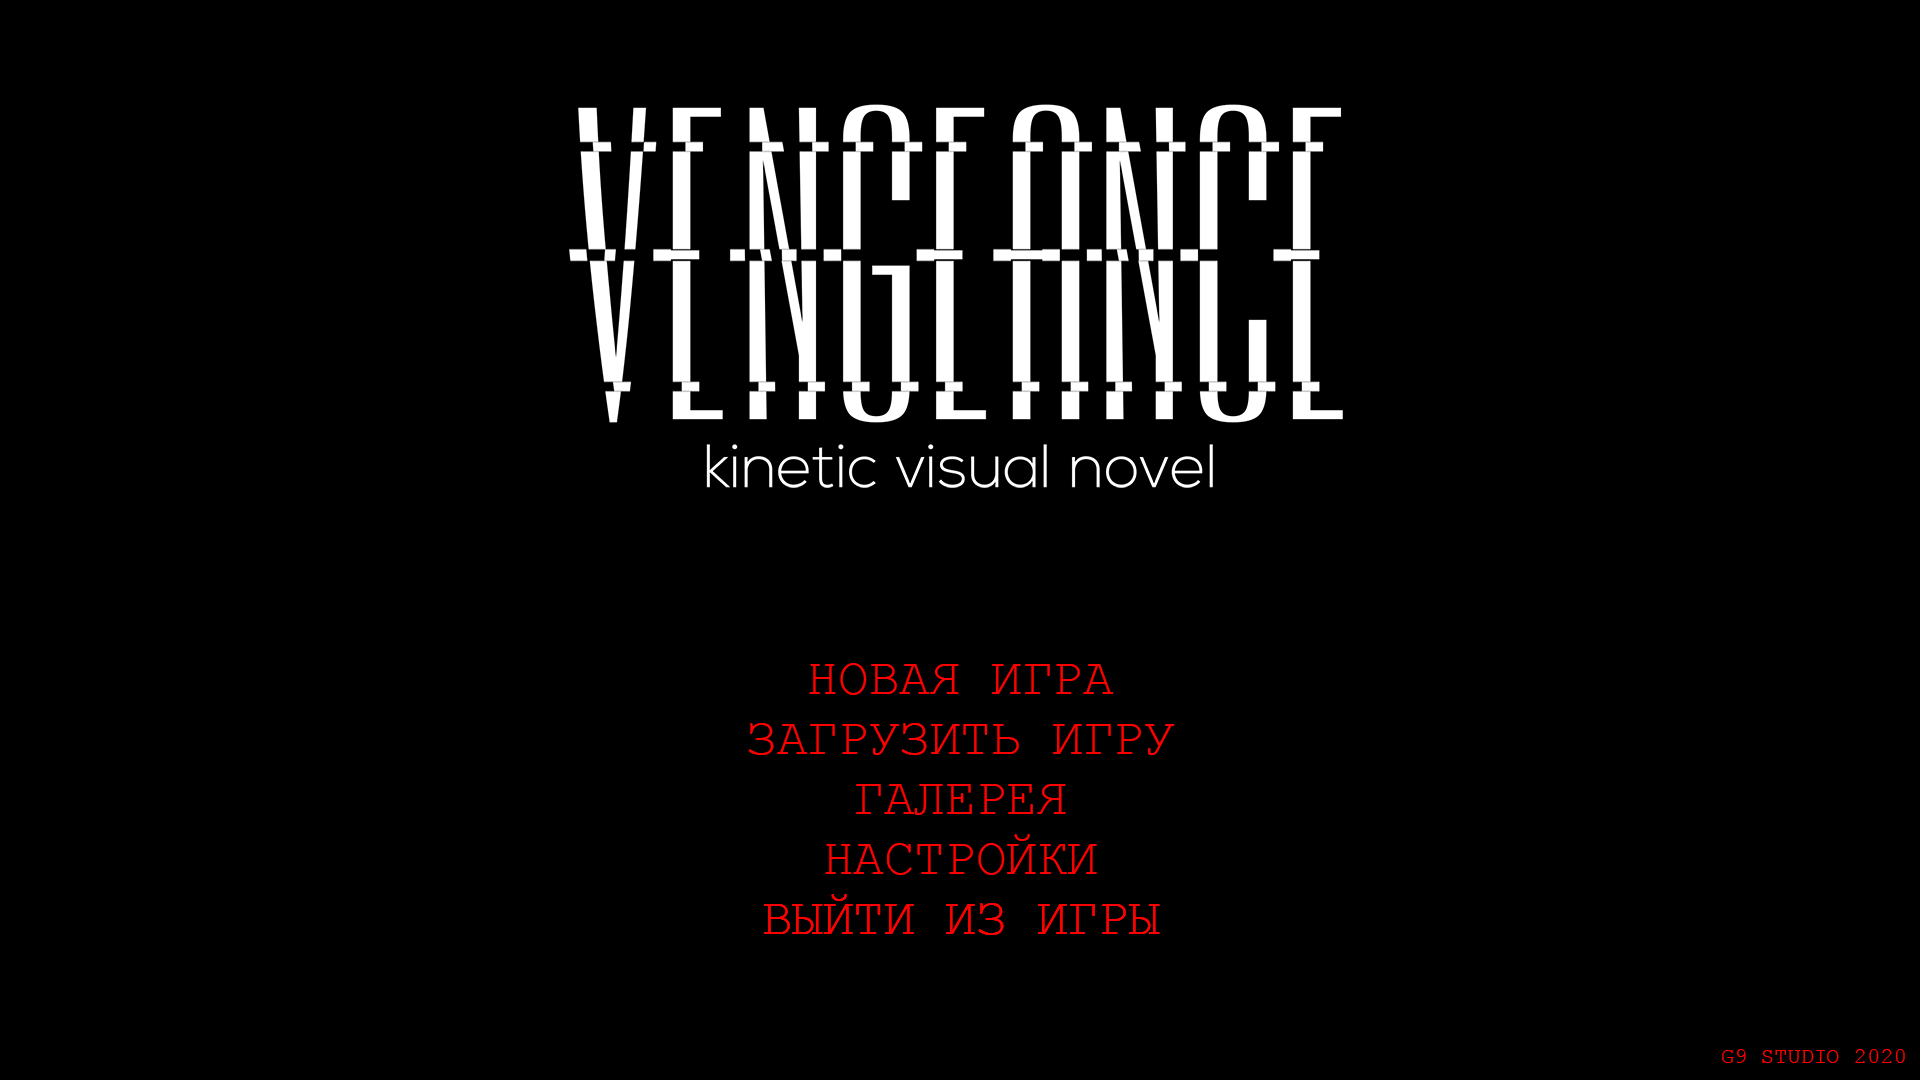 VENGEANCE
kinetic visual novel
НОВАЯ ИГРА
ЗАГРУЗИТЬ ИГРУ
ГАЛЕРЕЯ
НАСТРОЙКИ
ВЫЙТИ ИЗ ИГРЫ
G9 STUDIO 2020